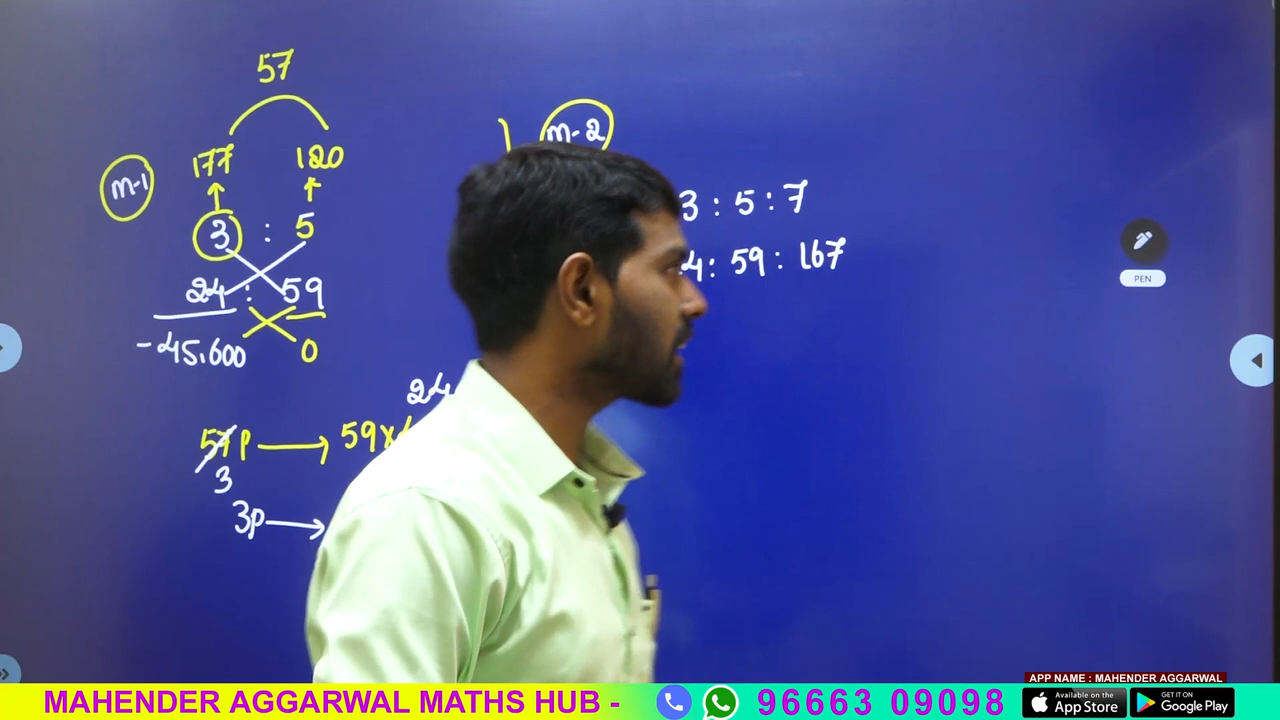 57
177 120
m-1
3 : 5
24 : 59
-45,600 0
57p → 59x
3
3p →
24
m-2
3 : 5 : 7
4 : 59 : 167
PEN
APP NAME : MAHENDER AGGARWAL
MAHENDER AGGARWAL MATHS HUB - 96663 09098
Available on the App Store
GET IT ON Google Play